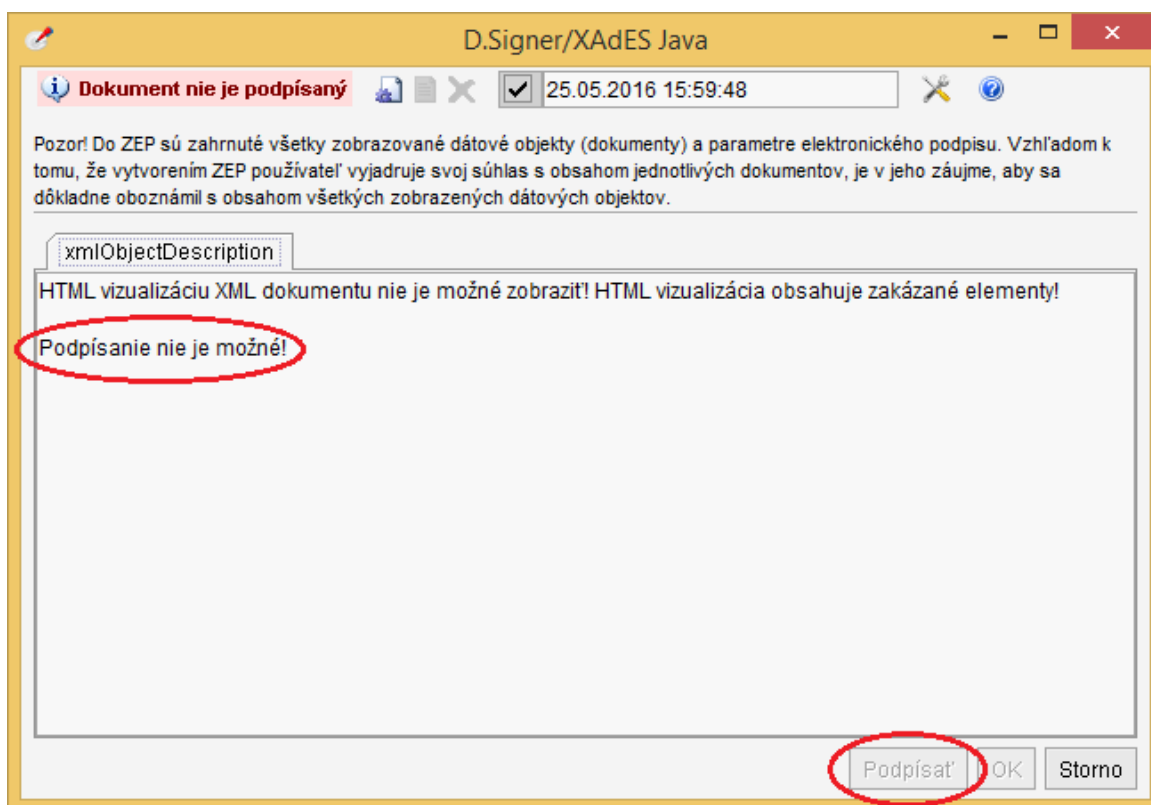 D.Signer/XAdES Java
Dokument nie je podpísaný
25.05.2016 15:59:48
Pozor! Do ZEP sú zahrnuté všetky zobrazované dátové objekty (dokumenty) a parametre elektronického podpisu. Vzhľadom k
tomu, že vytvorením ZEP používateľ vyjadruje svoj súhlas s obsahom jednotlivých dokumentov, je v jeho záujme, aby sa
dôkladne oboznámil s obsahom všetkých zobrazených dátových objektov.
xmlObjectDescription
HTML vizualizáciu XML dokumentu nie je možné zobraziť! HTML vizualizácia obsahuje zakázané elementy!
Podpísanie nie je možné!
Podpísať OK Storno